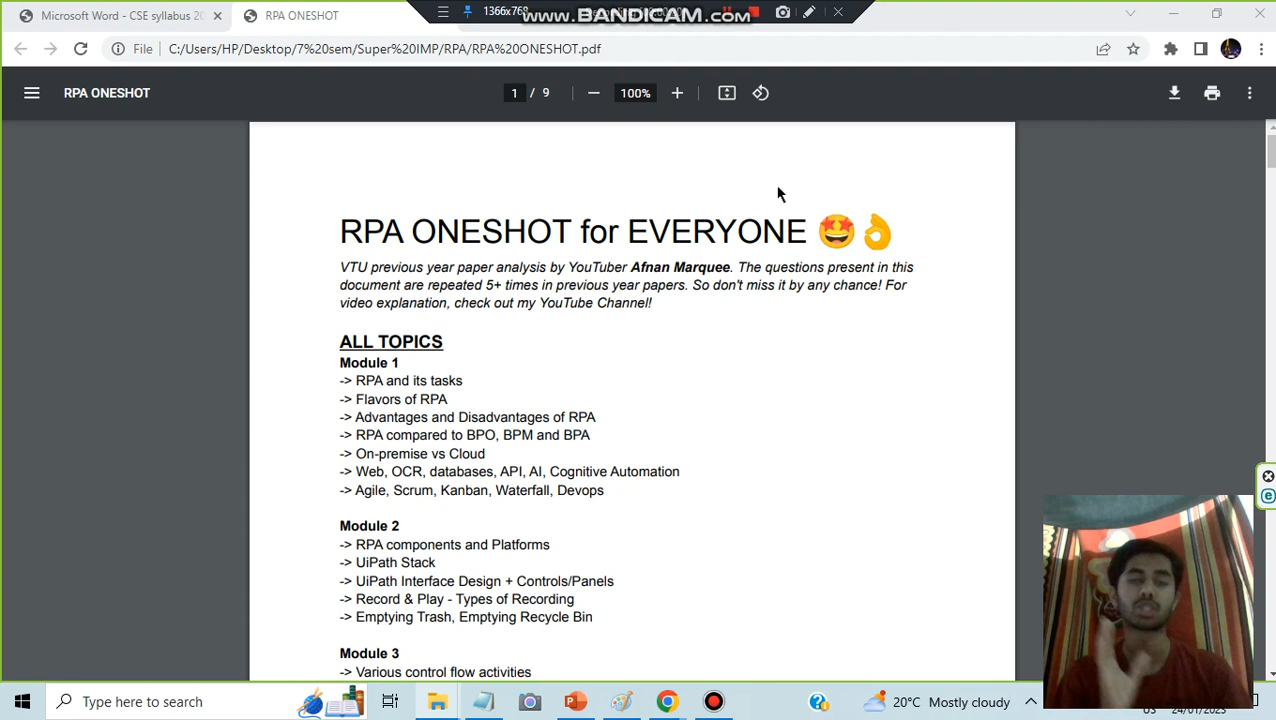 Microsoft Word - CSE syllabus 20
RPA ONESHOT
1366x768
www.BANDICAM.com
File C:/Users/HP/Desktop/7%20sem/Super%20IMP/RPA/RPA%20ONESHOT.pdf
RPA ONESHOT
1 / 9
100%
RPA ONESHOT for EVERYONE 🤩👌
VTU previous year paper analysis by YouTuber Afnan Marquee. The questions present in this
document are repeated 5+ times in previous year papers. So don't miss it by any chance! For
video explanation, check out my YouTube Channel!
ALL TOPICS
Module 1
-> RPA and its tasks
-> Flavors of RPA
-> Advantages and Disadvantages of RPA
-> RPA compared to BPO, BPM and BPA
-> On-premise vs Cloud
-> Web, OCR, databases, API, AI, Cognitive Automation
-> Agile, Scrum, Kanban, Waterfall, Devops
Module 2
-> RPA components and Platforms
-> UiPath Stack
-> UiPath Interface Design + Controls/Panels
-> Record & Play - Types of Recording
-> Emptying Trash, Emptying Recycle Bin
Module 3
-> Various control flow activities
Type here to search
20°C Mostly cloudy
24/01/2023